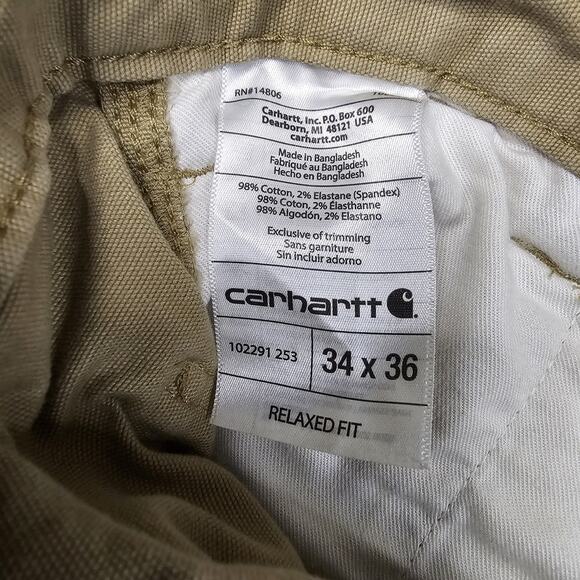 RN#14806
Carhartt, Inc. P.O. Box 600
Dearborn, MI 48121 USA
carhartt.com
Made in Bangladesh
Fabriqué au Bangladesh
Hecho en Bangladesh
98% Cotton, 2% Elastane (Spandex)
98% Coton, 2% Élasthanne
98% Algodón, 2% Elastano
Exclusive of trimming
Sans garniture
Sin incluir adorno
carhartt
102291 253
34 x 36
RELAXED FIT